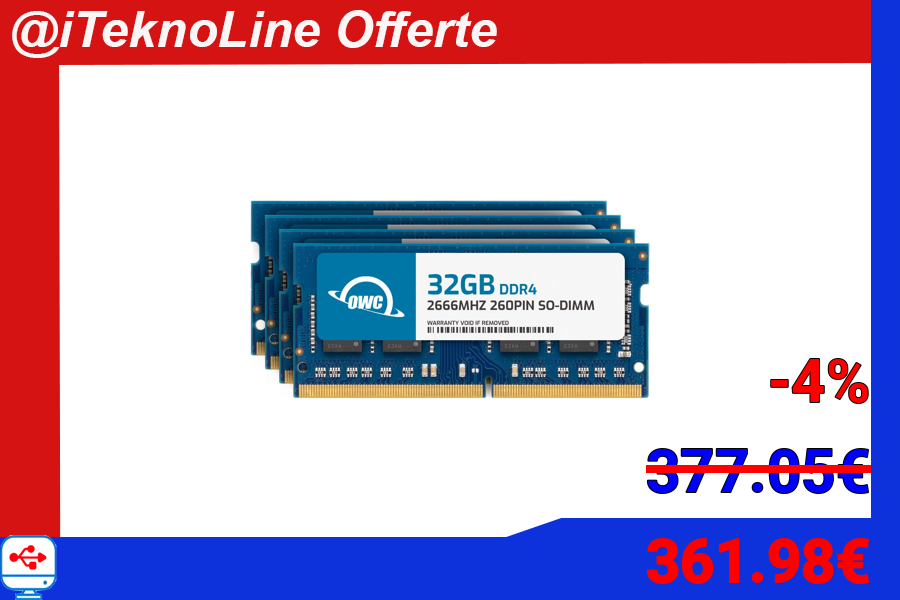 @iTeknoLine Offerte
OWC
32GB DDR4
2666MHZ 260PIN SO-DIMM
WARRANTY VOID IF REMOVED
-4%
377.05€
361.98€